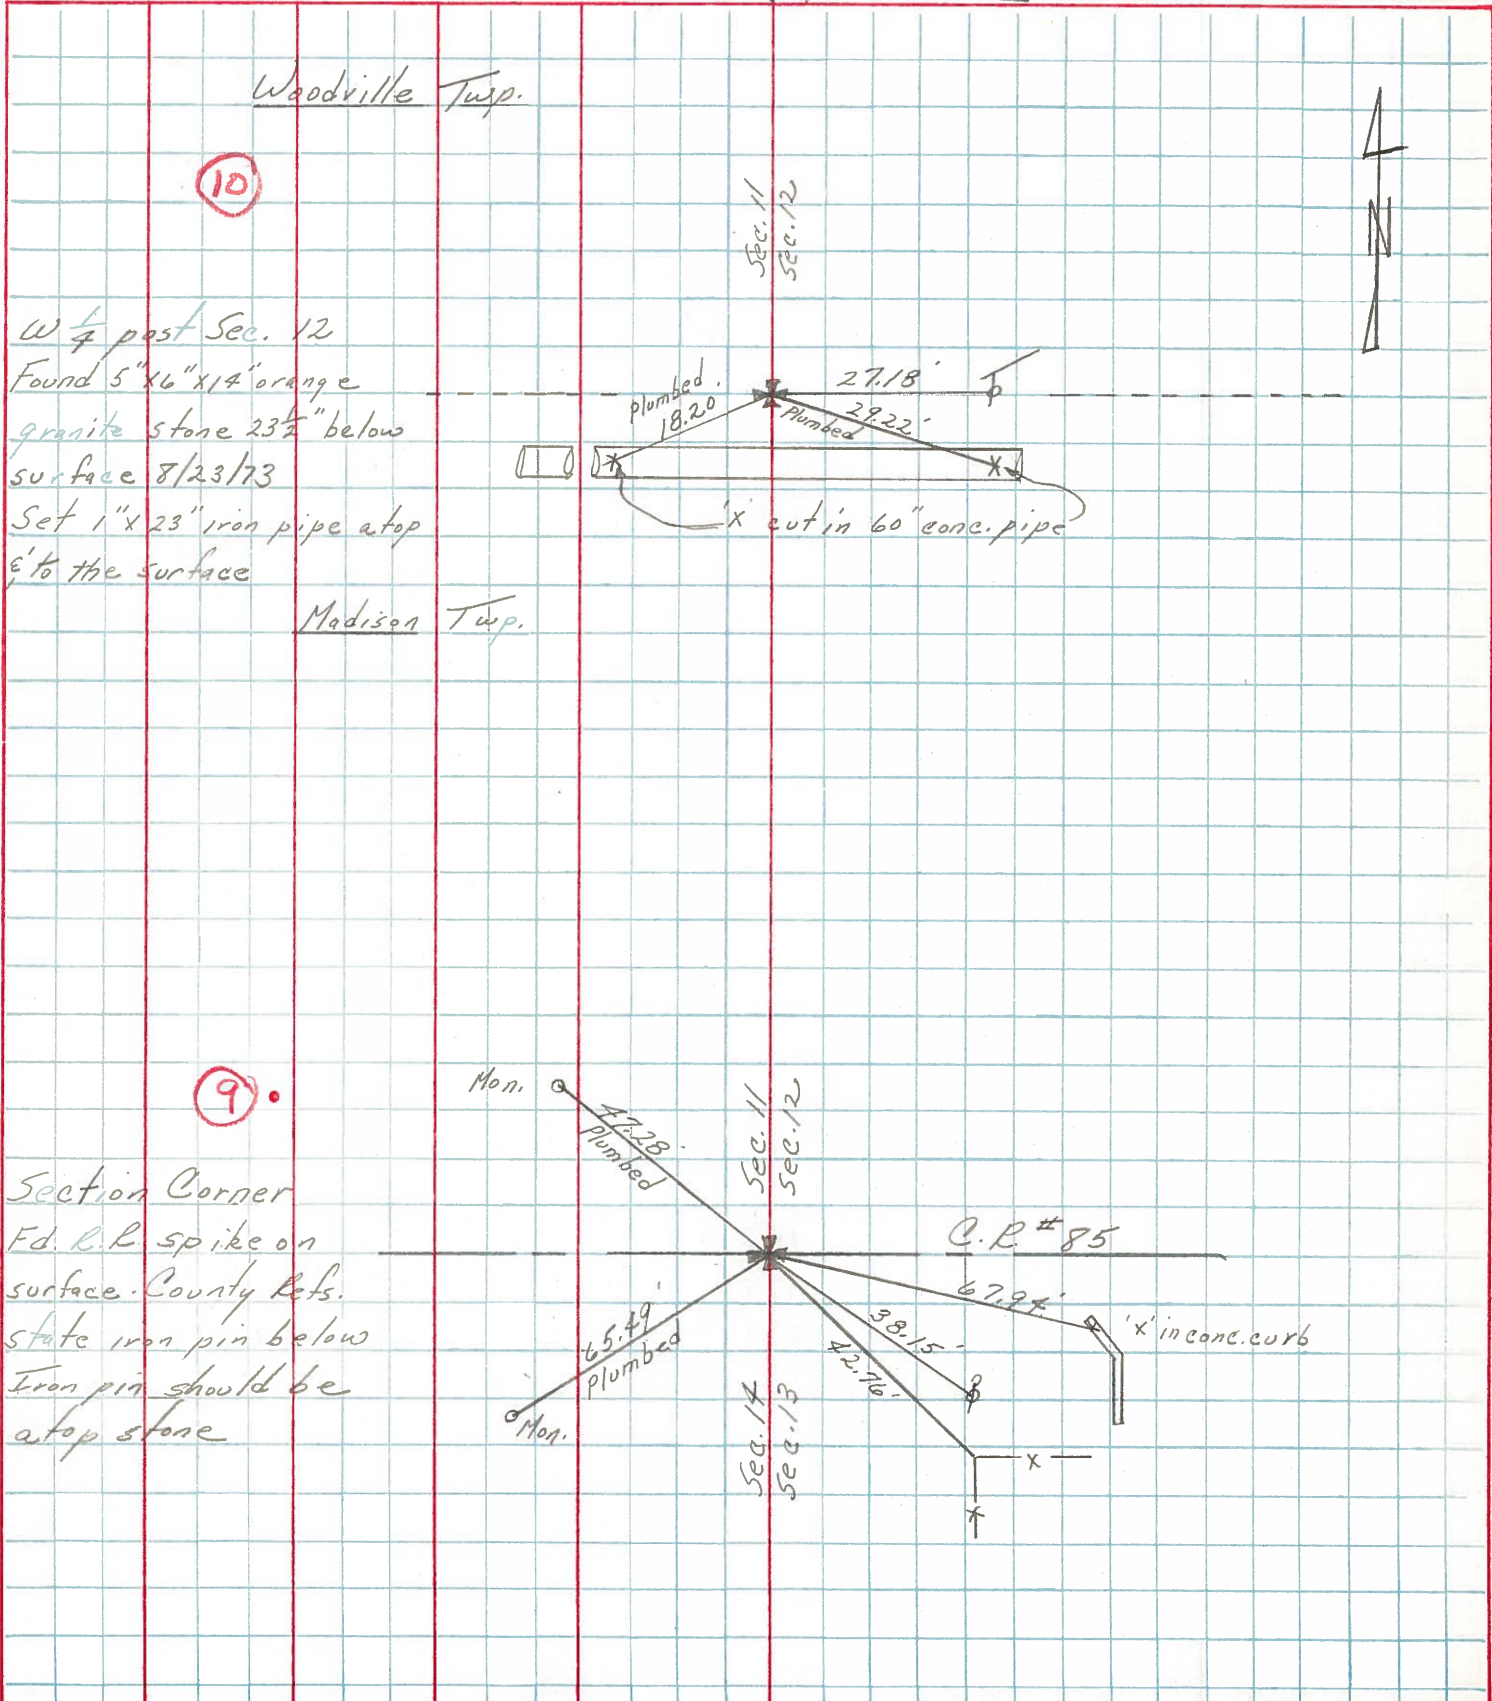 Woodville Twp.
10
Sec. 11
Sec. 12
N
W 1/4 post Sec. 12
Found 5"x6"x14" orange
granite stone 23 1/2" below
surface 8/23/73
Set 1"x23" iron pipe atop
& to the surface
plumbed
18.20
27.18'
29.22'
Plumbed
'X' cut in 60" conc. pipe
Madison Twp.
9
Mon.
47.28'
plumbed
Sec. 11
Sec. 12
Section Corner
Fd. R.R. spike on
surface. County Refs.
state iron pin below
Iron pin should be
atop stone
C.R. #85
67.94'
'x' in conc. curb
38.15'
42.76'
65.49'
plumbed
Mon.
Sec. 14
Sec. 13